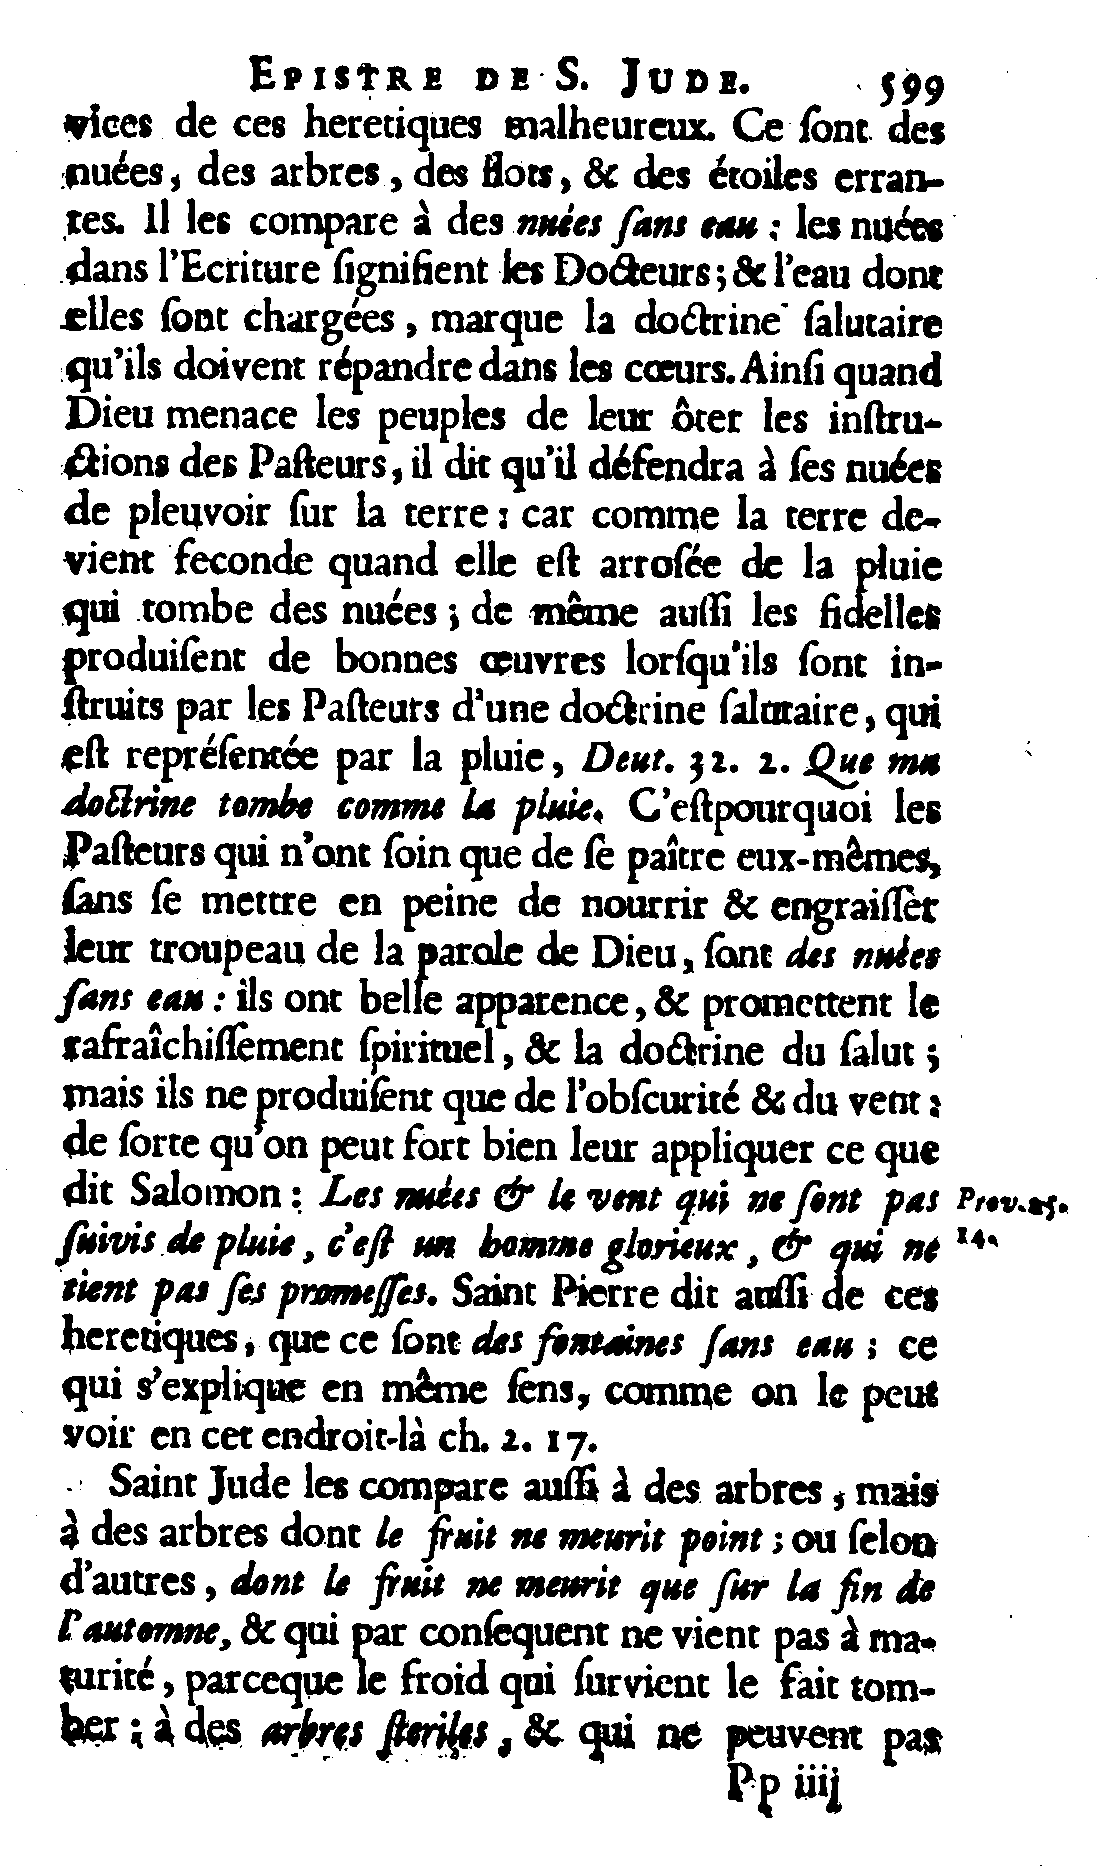 EPISTRE DE S. JUDE. 599
vices de ces heretiques malheureux. Ce ſont des
nuées, des arbres, des flots, & des étoiles erran-
tes. Il les compare à des nuées ſans eau : les nuées
dans l'Ecriture ſignifient les Docteurs ; & l'eau dont
elles ſont chargées, marque la doctrine ſalutaire
qu'ils doivent répandre dans les cœurs. Ainſi quand
Dieu menace les peuples de leur ôter les inſtru-
ctions des Paſteurs, il dit qu'il défendra à ſes nuées
de pleuvoir ſur la terre : car comme la terre de-
vient feconde quand elle eſt arroſée de la pluie
qui tombe des nuées ; de même auſſi les fidelles
produiſent de bonnes œuvres lorſqu'ils ſont in-
ſtruits par les Paſteurs d'une doctrine ſalutaire, qui
eſt repréſentée par la pluie, Deut. 32. 2. Que ma
doctrine tombe comme la pluie. C'eſtpourquoi les
Paſteurs qui n'ont ſoin que de ſe paître eux-mêmes,
ſans ſe mettre en peine de nourrir & engraiſſer
leur troupeau de la parole de Dieu, ſont des nuées
ſans eau : ils ont belle apparence, & promettent le
rafraîchiſſement ſpirituel, & la doctrine du ſalut ;
mais ils ne produiſent que de l'obſcurité & du vent :
de ſorte qu'on peut fort bien leur appliquer ce que
dit Salomon : Les nuées & le vent qui ne ſont pas
ſuivis de pluie, c'eſt un homme glorieux, & qui ne
tient pas ſes promeſſes. Saint Pierre dit auſſi de ces
heretiques, que ce ſont des fontaines ſans eau ; ce
qui s'explique en même ſens, comme on le peut
voir en cet endroit-là ch. 2. 17.
Saint Jude les compare auſſi à des arbres, mais
à des arbres dont le fruit ne meurit point ; ou ſelon
d'autres, dont le fruit ne meurit que ſur la fin de
l'automne, & qui par conſequent ne vient pas à ma-
turité, parceque le froid qui ſurvient le fait tom-
ber ; à des arbres ſteriles, & qui ne peuvent pas
Pp iiij
Prov. 25.
14.